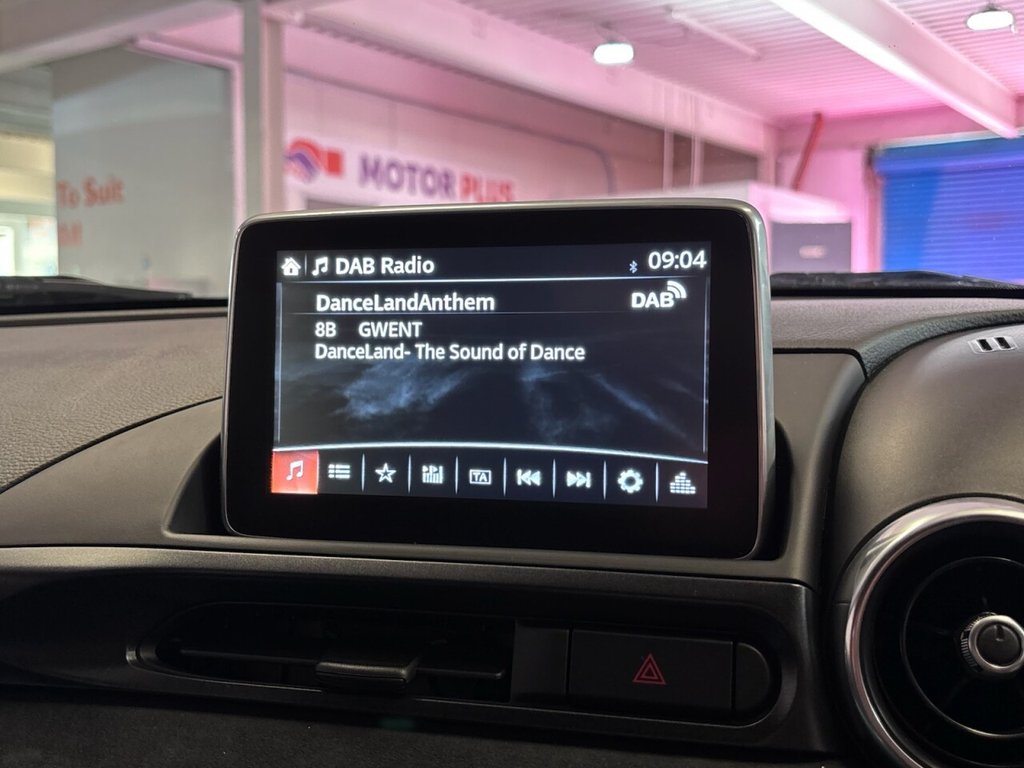 To Suit
MOTOR PLUS
DAB Radio
09:04
DanceLandAnthem
DAB
8B GWENT
DanceLand- The Sound of Dance
TA